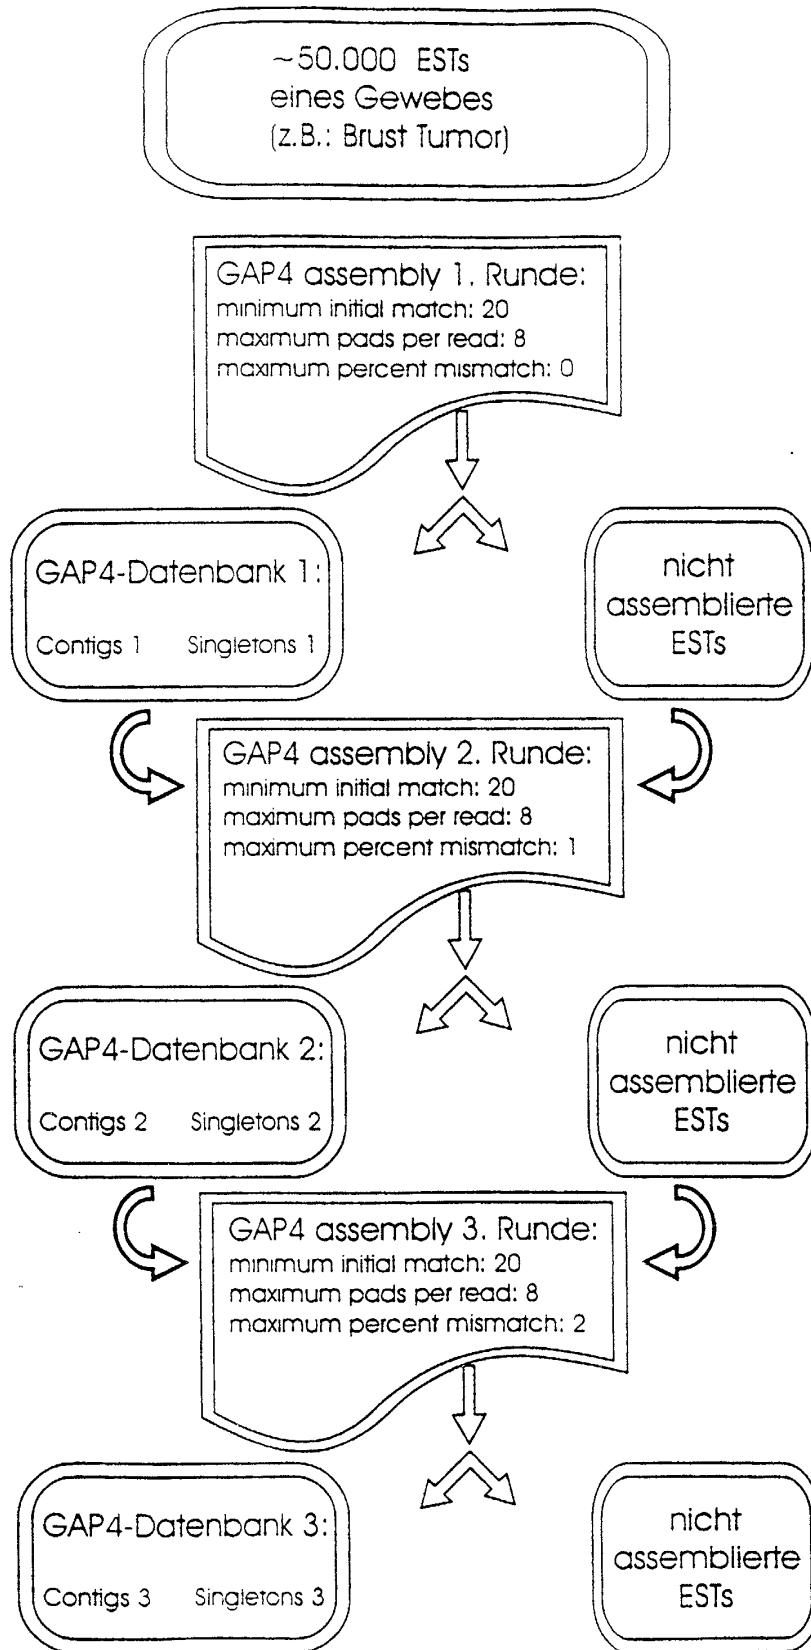 ~50.000 ESTs
eines Gewebes
(z.B.: Brust Tumor)
GAP4 assembly 1. Runde:
minimum initial match: 20
maximum pads per read: 8
maximum percent mismatch: 0
GAP4-Datenbank 1:
Contigs 1 Singletons 1
nicht
assemblierte
ESTs
GAP4 assembly 2. Runde:
minimum initial match: 20
maximum pads per read: 8
maximum percent mismatch: 1
GAP4-Datenbank 2:
Contigs 2 Singletons 2
nicht
assemblierte
ESTs
GAP4 assembly 3. Runde:
minimum initial match: 20
maximum pads per read: 8
maximum percent mismatch: 2
GAP4-Datenbank 3:
Contigs 3 Singletons 3
nicht
assemblierte
ESTs